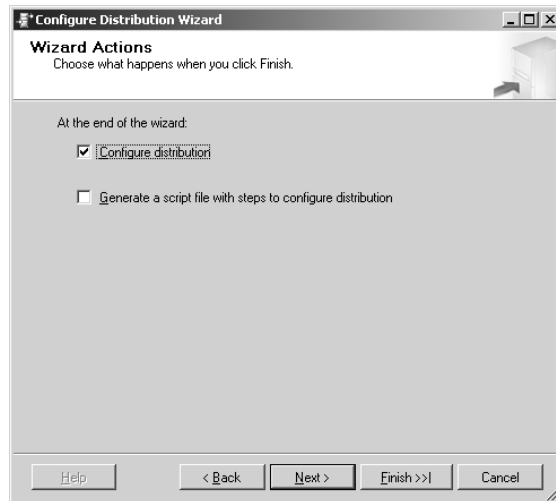 Configure Distribution Wizard
Wizard Actions
Choose what happens when you click Finish.
At the end of the wizard:
Configure distribution
Generate a script file with steps to configure distribution
Help
< Back
Next >
Finish >>|
Cancel